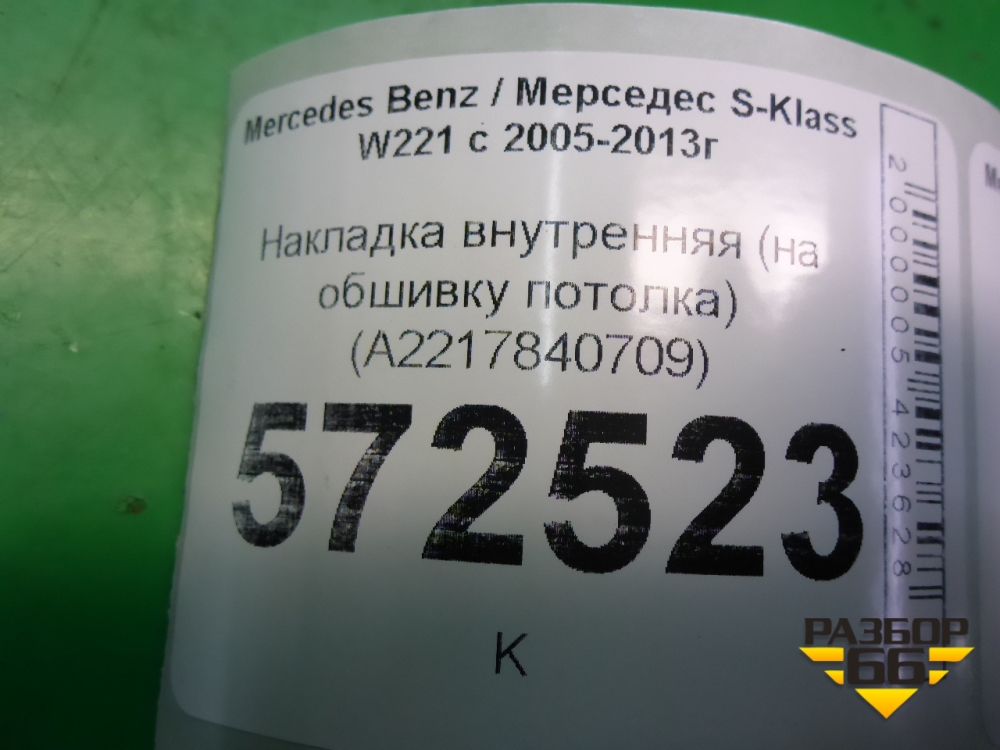 Mercedes Benz / Мерседес S-Klass
W221 с 2005-2013г
Накладка внутренняя (на
обшивку потолка)
(A2217840709)
572523
К
2000005423628
РАЗБОР
66